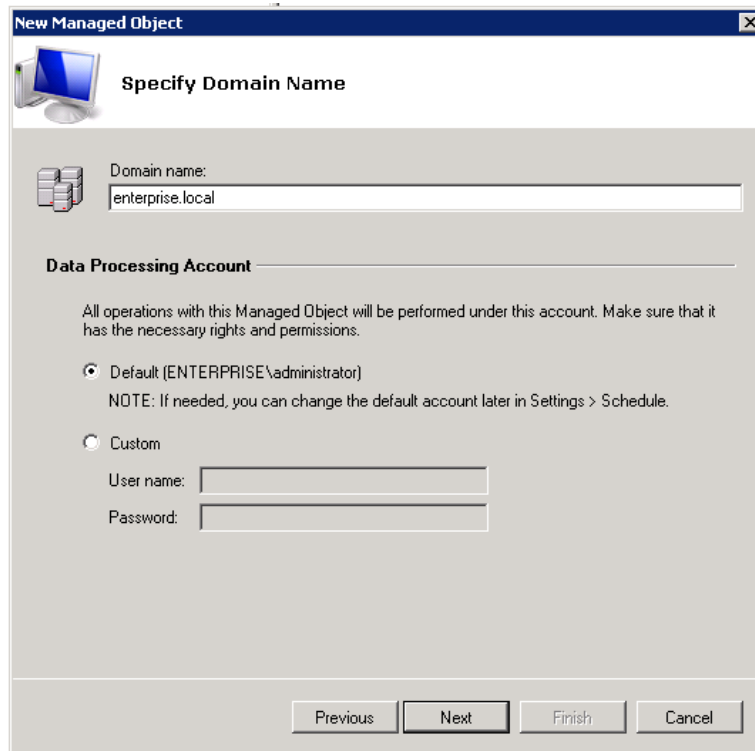 New Managed Object
Specify Domain Name
Domain name:
enterprise.local
Data Processing Account
All operations with this Managed Object will be performed under this account. Make sure that it
has the necessary rights and permissions.
Default (ENTERPRISE\administrator)
NOTE: If needed, you can change the default account later in Settings > Schedule.
Custom
User name:
Password:
Previous Next Finish Cancel